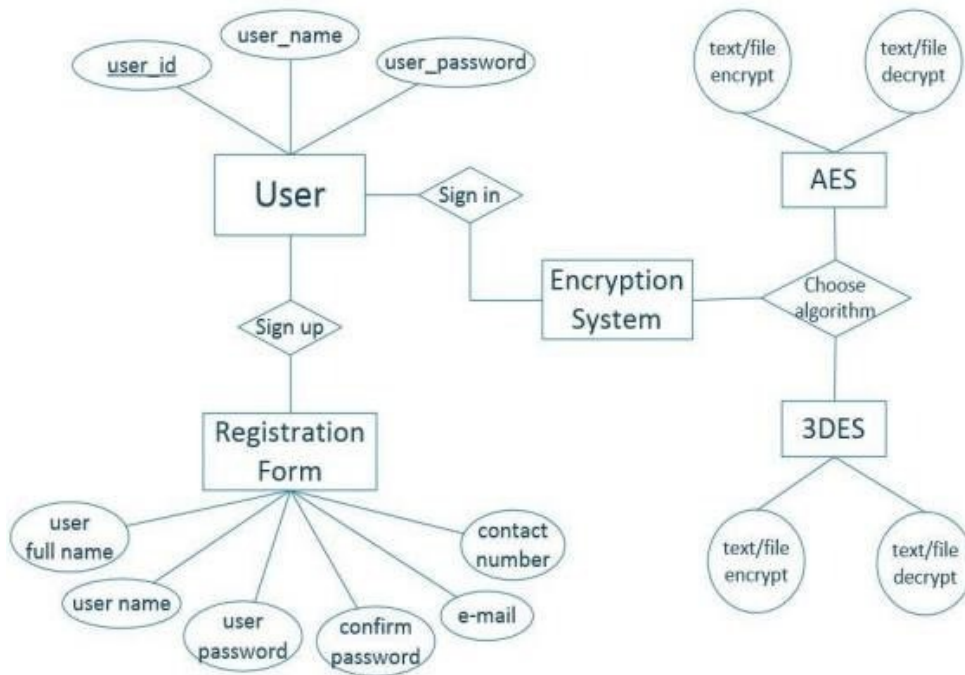 user_id
user_name
user_password
text/file
encrypt
text/file
decrypt
User
Sign in
AES
Encryption
System
Choose
algorithm
Sign up
Registration
Form
3DES
user
full name
user name
user
password
confirm
password
e-mail
contact
number
text/file
encrypt
text/file
decrypt